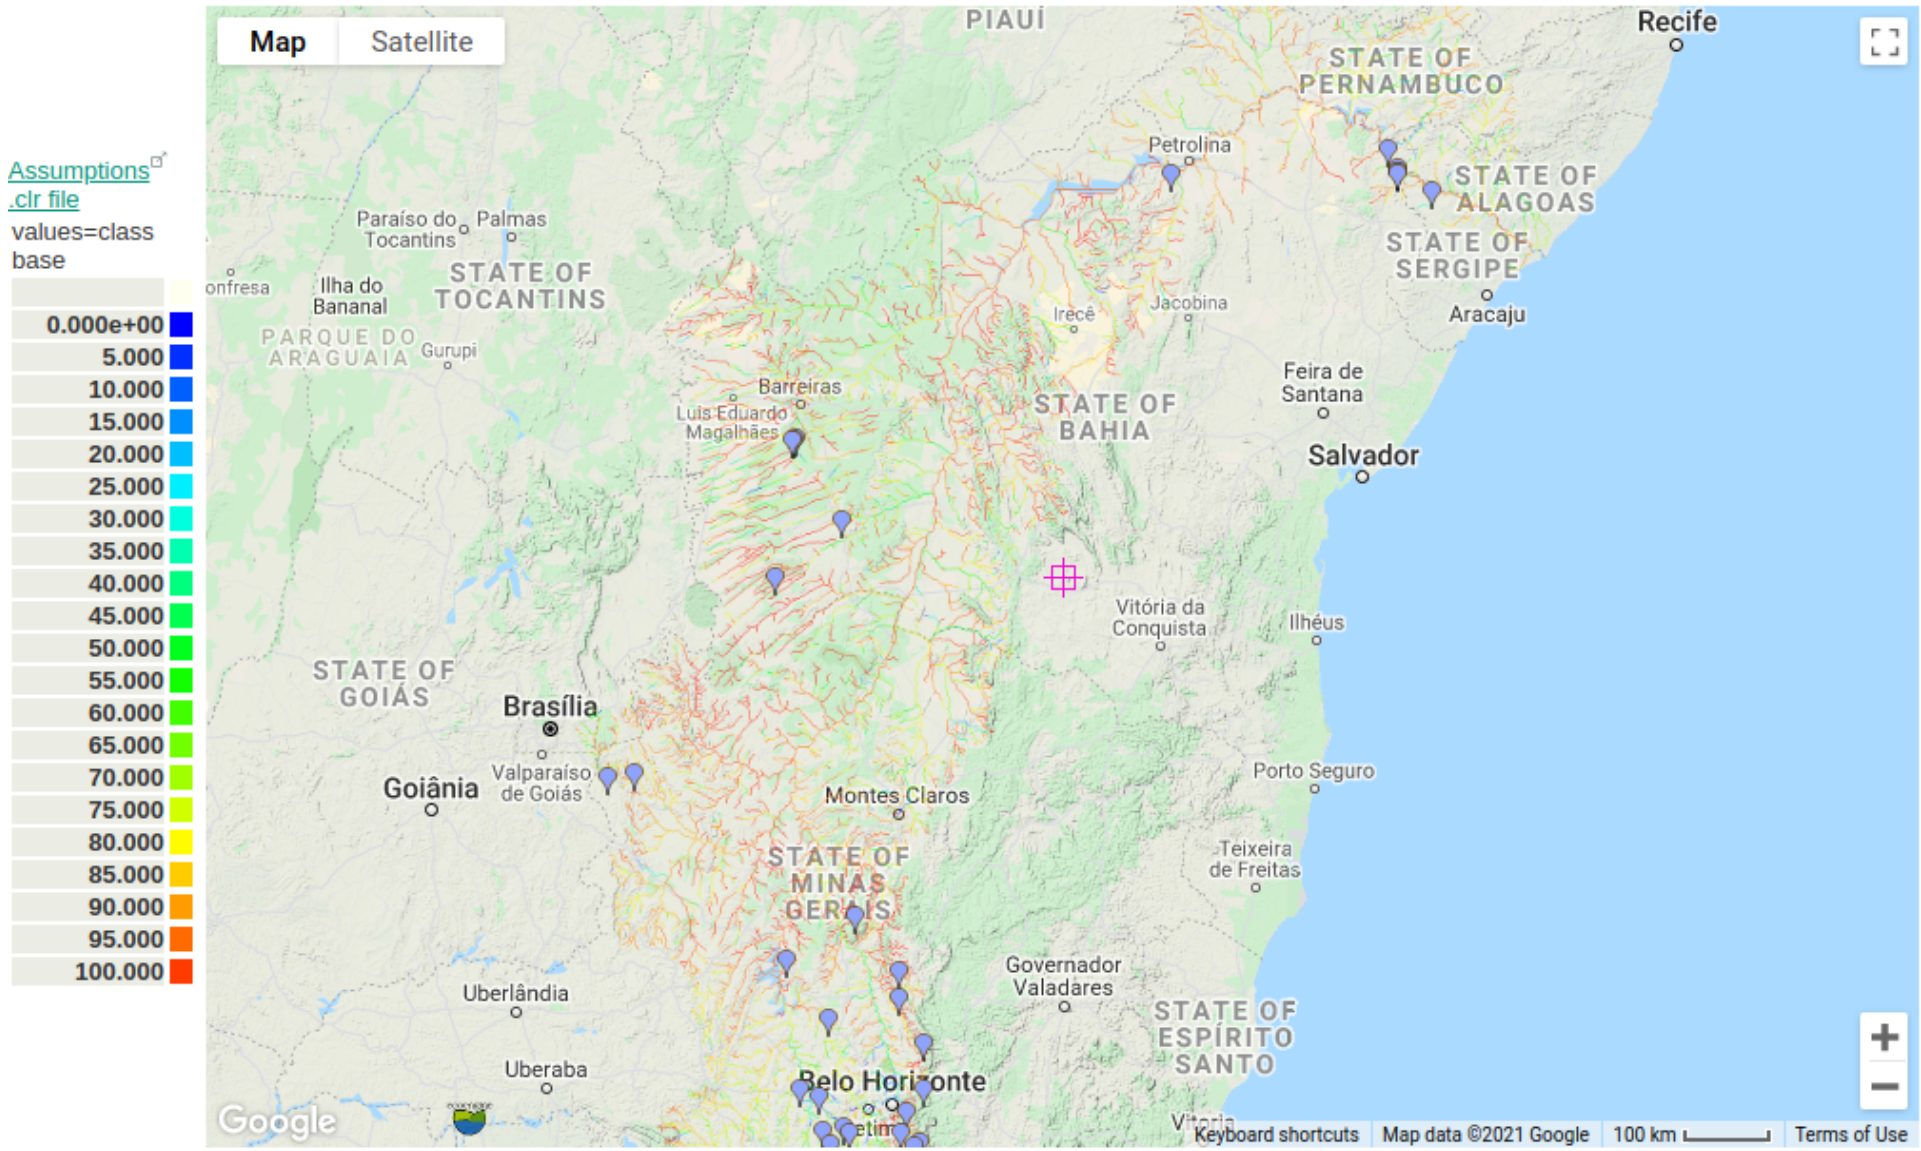 Assumptions
.clr file
values=class
base
0.000e+00
5.000
10.000
15.000
20.000
25.000
30.000
35.000
40.000
45.000
50.000
55.000
60.000
65.000
70.000
75.000
80.000
85.000
90.000
95.000
100.000
Map
Satellite
PIAUÍ
Recife
STATE OF
PERNAMBUCO
Petrolina
STATE OF
ALAGOAS
Paraíso do
Tocantins
Palmas
STATE OF
SERGIPE
STATE OF
TOCANTINS
onfresa
Ilha do
Bananal
Jacobina
Irecê
Aracaju
PARQUE DO
ARAGUAIA
Gurupi
Barreiras
Feira de
Santana
Luis Eduardo
Magalhães
STATE OF
BAHIA
Salvador
Vitória da
Conquista
Ilhéus
STATE OF
GOIÁS
Brasília
Valparaíso
de Goiás
Goiânia
Porto Seguro
Montes Claros
Teixeira
de Freitas
STATE OF
MINAS
GERAIS
Governador
Valadares
Uberlândia
STATE OF
ESPÍRITO
SANTO
Uberaba
Belo Horizonte
etim
Vitoria
Google
Keyboard shortcuts
Map data ©2021 Google
100 km
Terms of Use